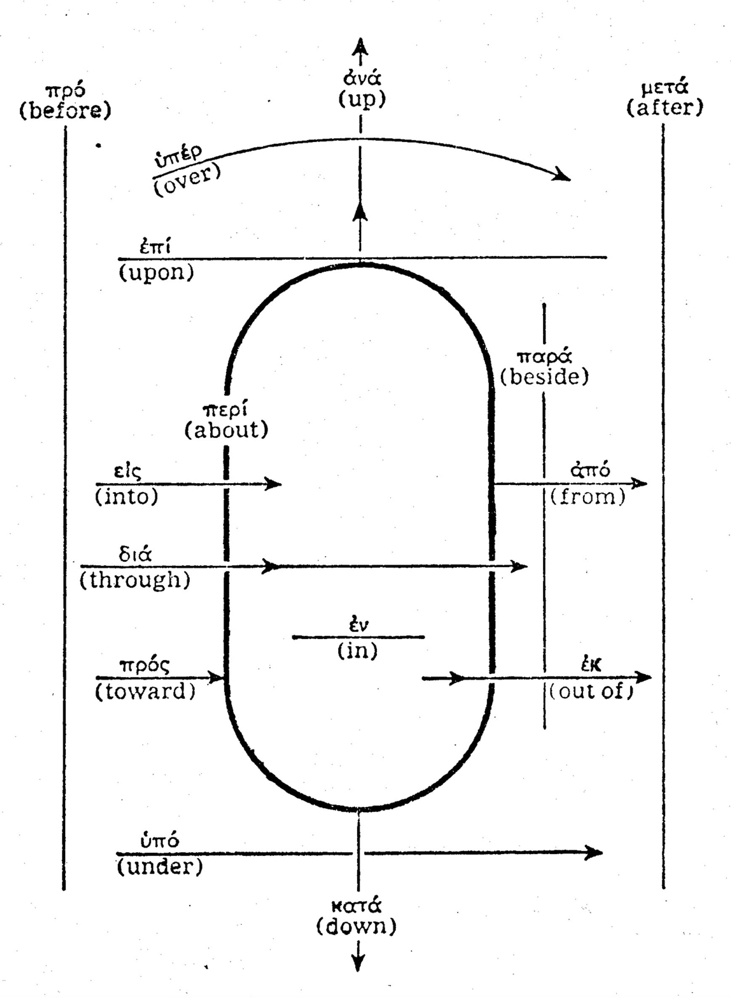 ἀνά
(up)
πρό
(before)
μετά
(after)
ὑπέρ
(over)
ἐπί
(upon)
παρά
(beside)
περί
(about)
εἰς
(into)
ἀπό
(from)
διά
(through)
ἐν
(in)
πρός
(toward)
ἐκ
(out of)
ὑπό
(under)
κατά
(down)